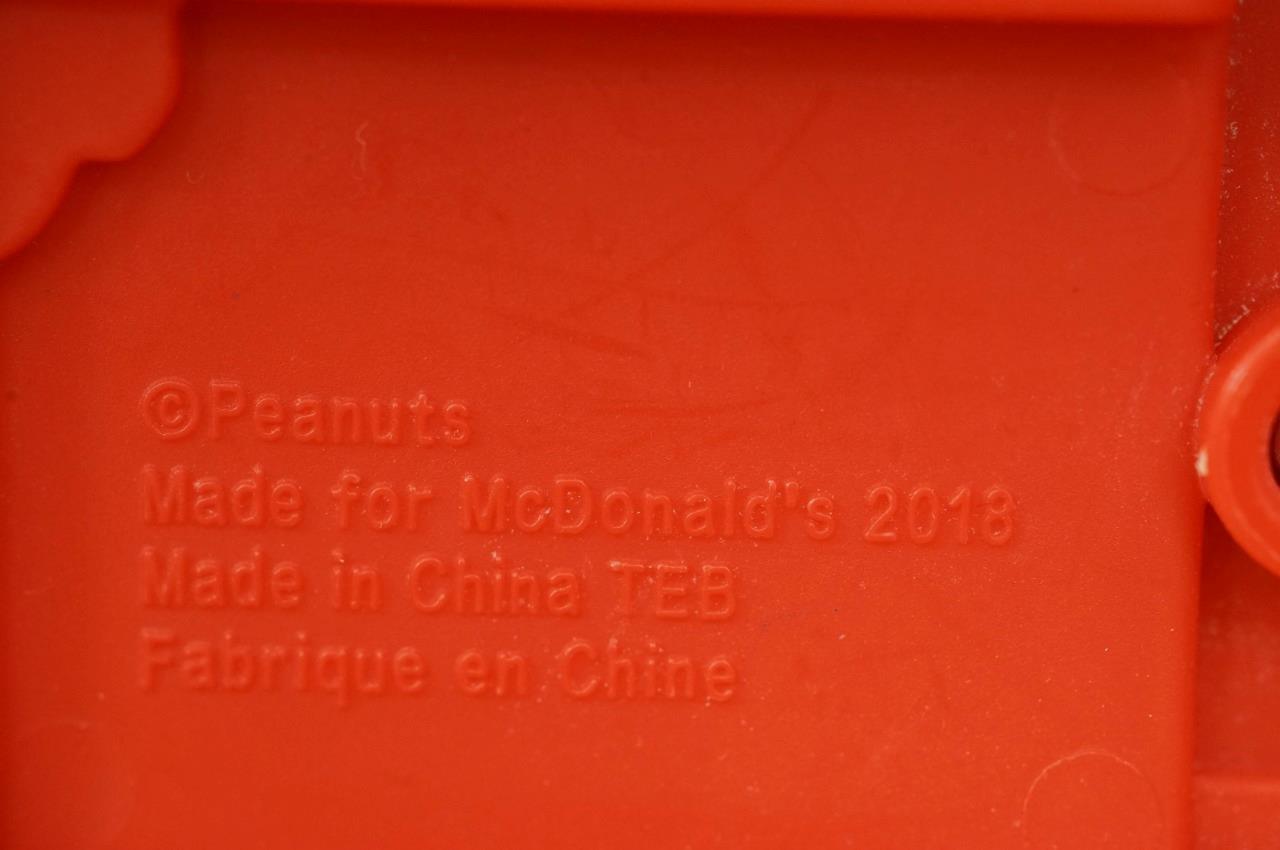 ©Peanuts
Made for McDonald's 2018
Made in China TEB
Fabrique en Chine